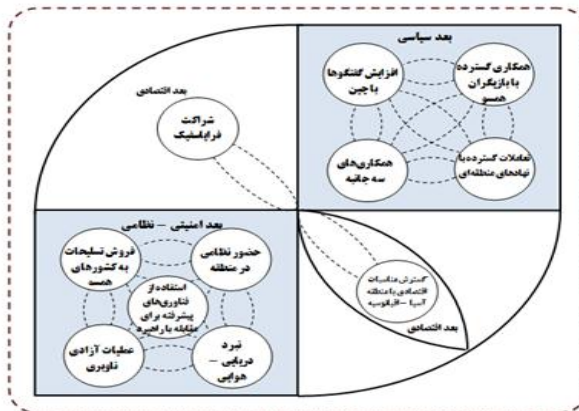 بعد سیاسی
همکاری گسترده
با بازیگران
همسو
افزایش گفتگوها
با چین
تعاملات گسترده با
نهادهای منطقه‌ای
همکاری‌های
سه جانبه
بعد اقتصادی
شراکت
فراپاسفیک
بعد امنیتی – نظامی
حضور نظامی
در منطقه
فروش تسلیحات
به کشورهای
همسو
استفاده از
فناوری‌های
پیشرفته برای
مقابله با راهبرد
نبرد
دریایی –
هوایی
عملیات آزادی
ناوبری
گسترش مناسبات
اقتصادی با منطقه
آسیا – اقیانوسیه
بعد اقتصادی